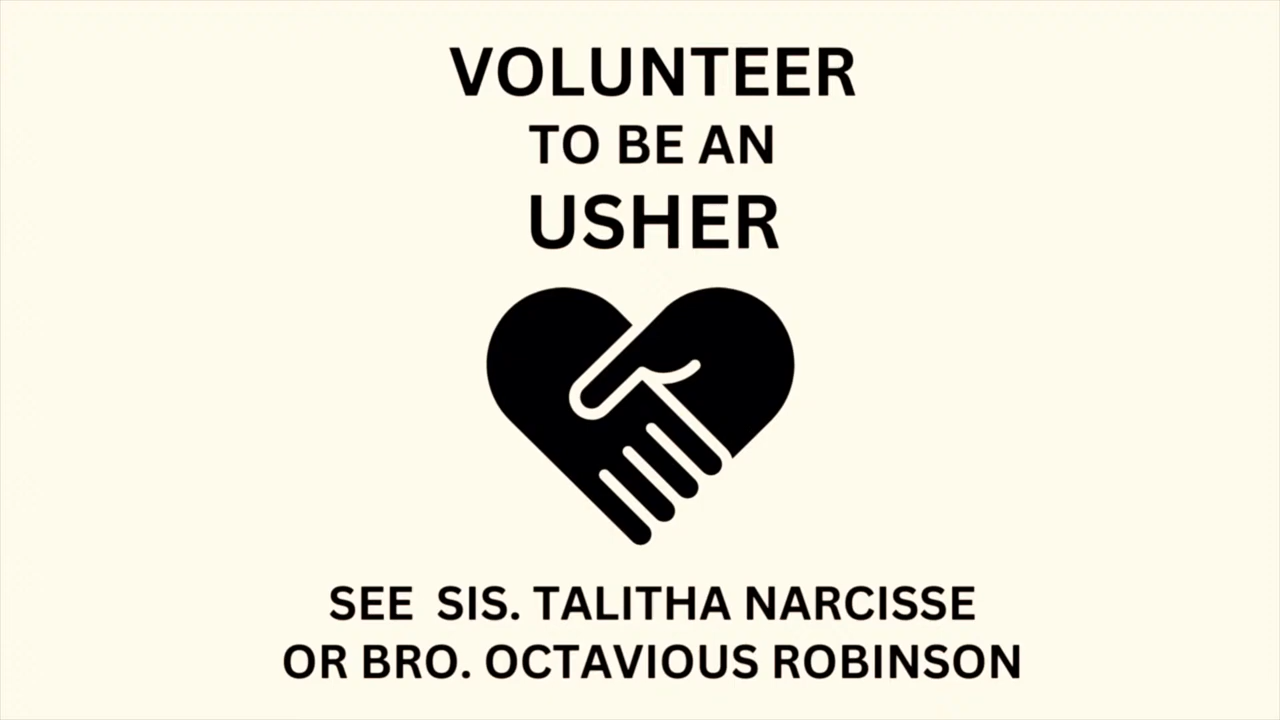 VOLUNTEER
TO BE AN
USHER
SEE SIS. TALITHA NARCISSE
OR BRO. OCTAVIOUS ROBINSON